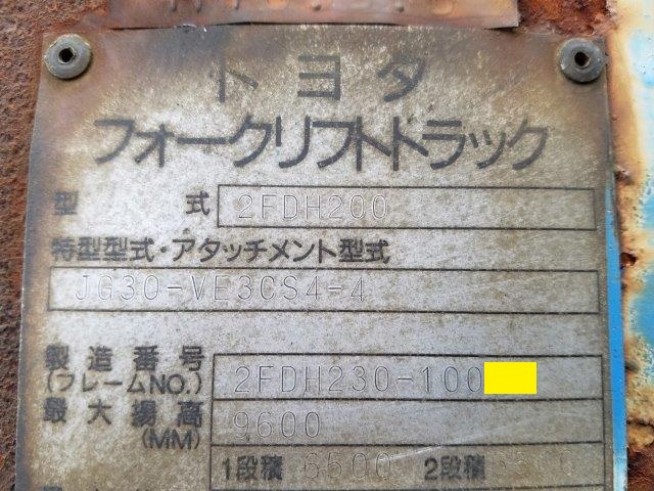 トヨタ
フォークリフトトラック
型 式 2FDH200
特型型式・アタッチメント型式
JG30-VE3CS4-4
製造番号
(フレームNO.) 2FDH230-100
最大揚高
(MM) 9600
1段積 6600 2段積